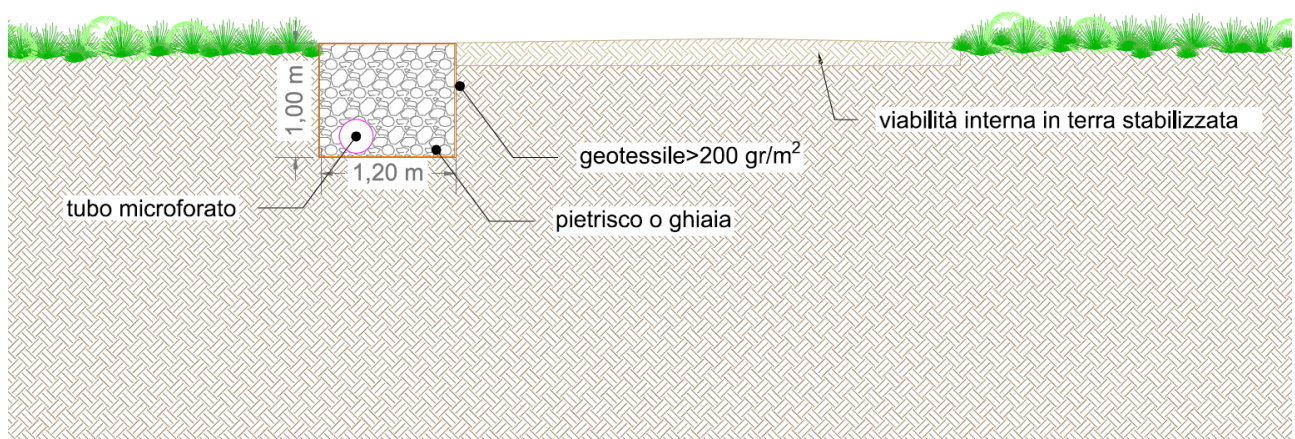 1,00 m
viabilità interna in terra stabilizzata
geotessile>200 gr/m²
1,20 m
tubo microforato
pietrisco o ghiaia